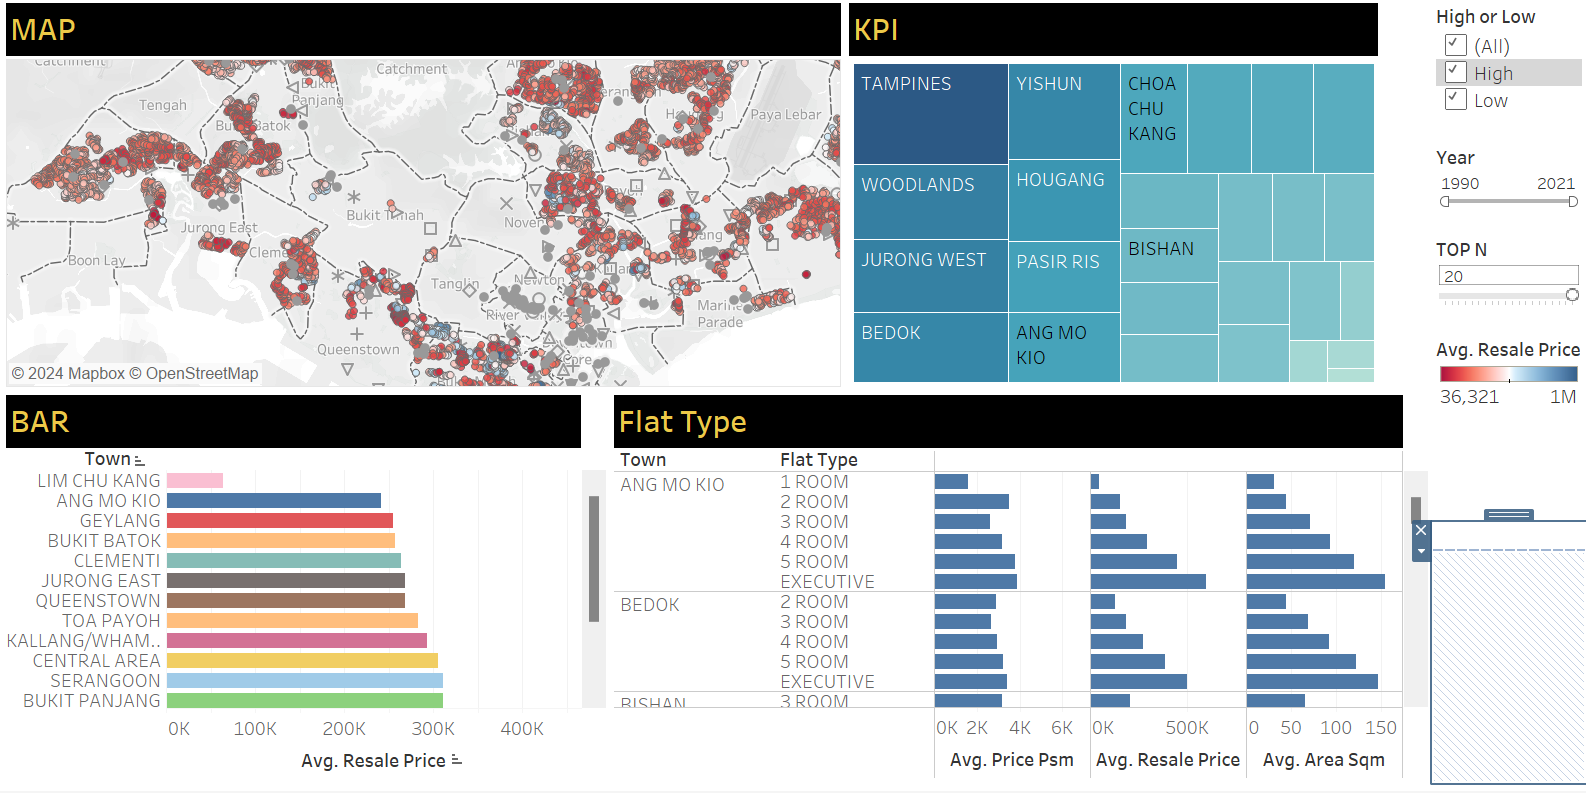 MAP
Catchment
Catchment
Tengah
Bukit
Panjang
Paya Lebar
Bukit Batok
Jurong East
Boon Lay
Bukit Timah
Tanglin
Newton
Marine
Parade
Queenstown
© 2024 Mapbox © OpenStreetMap
KPI
TAMPINES
WOODLANDS
JURONG WEST
BEDOK
YISHUN
HOUGANG
PASIR RIS
ANG MO
KIO
CHOA
CHU
KANG
BISHAN
High or Low
(All)
High
Low
Year
1990 2021
TOP N
20
Avg. Resale Price
36,321 1M
BAR
Town
LIM CHU KANG
ANG MO KIO
GEYLANG
BUKIT BATOK
CLEMENTI
JURONG EAST
QUEENSTOWN
TOA PAYOH
KALLANG/WHAM..
CENTRAL AREA
SERANGOON
BUKIT PANJANG
0K 100K 200K 300K 400K
Avg. Resale Price
Flat Type
Town Flat Type
ANG MO KIO 1 ROOM
2 ROOM
3 ROOM
4 ROOM
5 ROOM
EXECUTIVE
BEDOK 2 ROOM
3 ROOM
4 ROOM
5 ROOM
EXECUTIVE
BISHAN 3 ROOM
0K 2K 4K 6K 0K 500K 0 50 100 150
Avg. Price Psm Avg. Resale Price Avg. Area Sqm